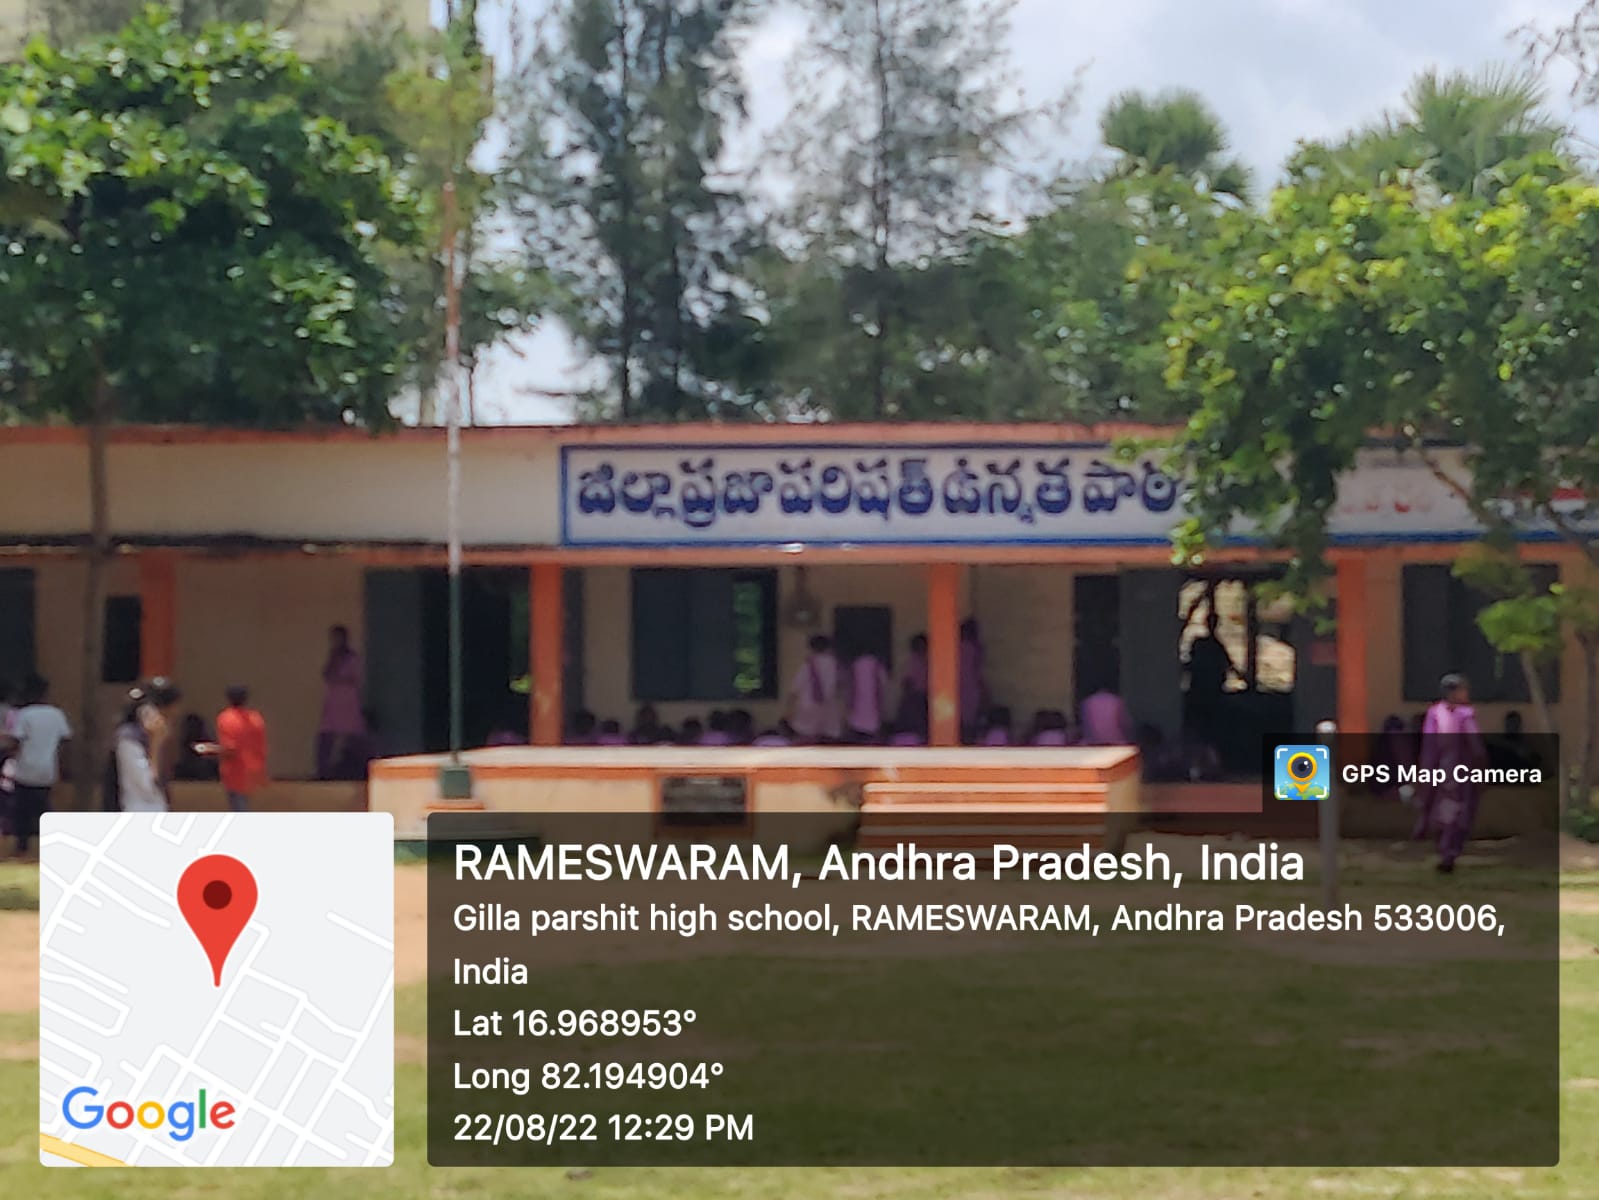 జిల్లా ప్రజా పరిషత్ ఉన్నత పాఠ
GPS Map Camera
RAMESWARAM, Andhra Pradesh, India
Gilla parshit high school, RAMESWARAM, Andhra Pradesh 533006,
India
Lat 16.968953°
Long 82.194904°
22/08/22 12:29 PM
Google